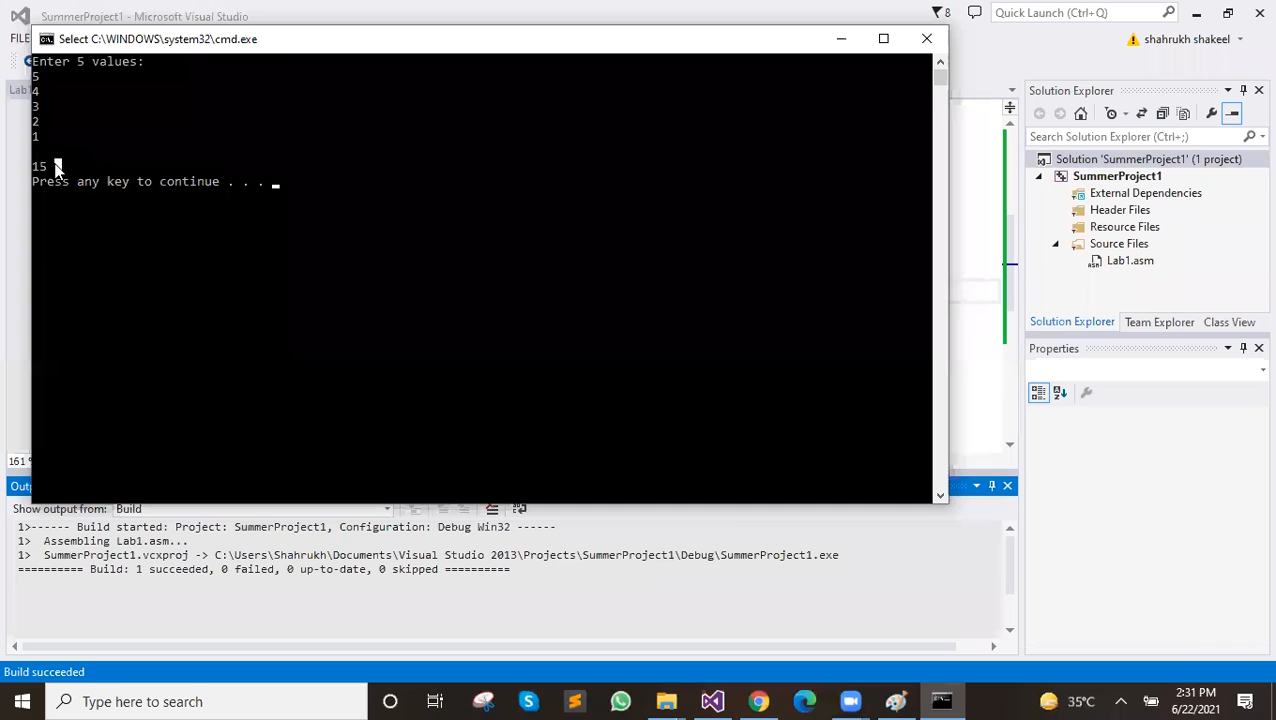 SummerProject1 - Microsoft Visual Studio
8
Quick Launch (Ctrl+Q)
FIL
shahrukh shakeel
Select C:\WINDOWS\system32\cmd.exe
Enter 5 values:
5
4
3
2
1
15
Press any key to continue . . .
Lab1
161 %
Solution Explorer
Search Solution Explorer (Ctrl+;)
Solution 'SummerProject1' (1 project)
SummerProject1
External Dependencies
Header Files
Resource Files
Source Files
Lab1.asm
Solution Explorer
Team Explorer
Class View
Properties
Outp
Show output from:
Build
1>------ Build started: Project: SummerProject1, Configuration: Debug Win32 ------
1> Assembling Lab1.asm...
1> SummerProject1.vcxproj -> C:\Users\Shahrukh\Documents\Visual Studio 2013\Projects\SummerProject1\Debug\SummerProject1.exe
========== Build: 1 succeeded, 0 failed, 0 up-to-date, 0 skipped ==========
Build succeeded
Type here to search
35°C
2:31 PM
6/22/2021